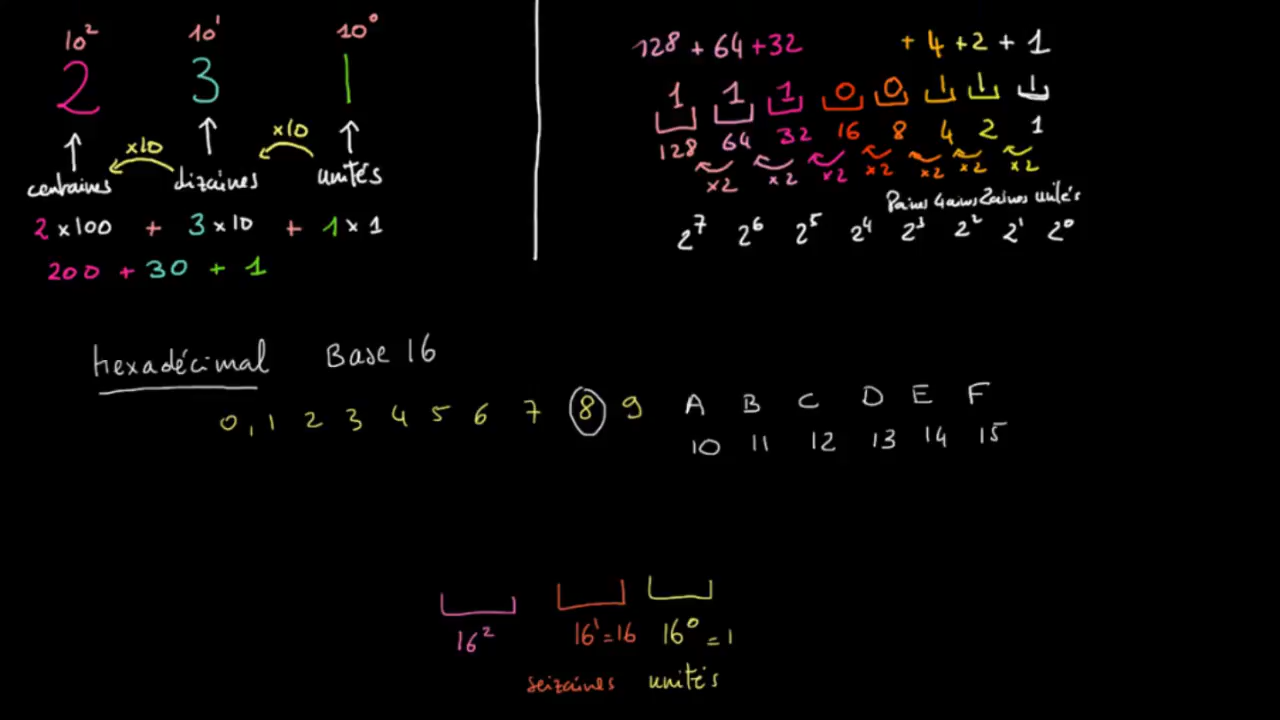 10² 10¹ 10⁰
2 3 1
×10 ×10
centaines dizaines unités
2 ×100 + 3 ×10 + 1 × 1
200 + 30 + 1
128 + 64 + 32 + 4 + 2 + 1
1 1 1 0 0 1 1 1
128 64 32 16 8 4 2 1
×2 ×2 ×2 ×2 ×2 ×2 ×2
4aines 2aines unités
2⁷ 2⁶ 2⁵ 2⁴ 2³ 2² 2¹ 2⁰
hexadécimal Base 16
0, 1 2 3 4 5 6 7 8 9 A B C D E F
10 11 12 13 14 15
16² 16¹=16 16⁰=1
seizaines unités